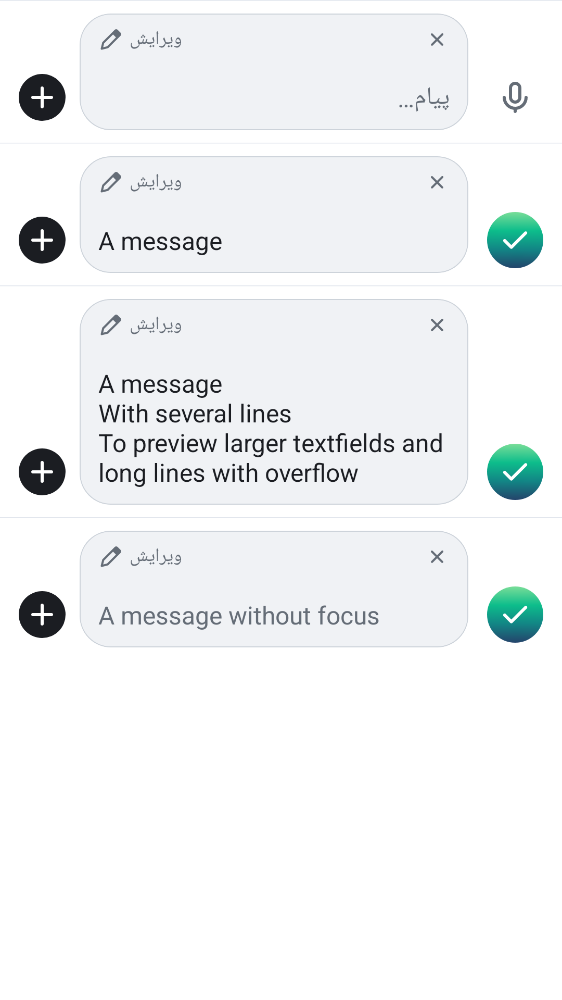 ویرایش
پیام...
ویرایش
A message
ویرایش
A message
With several lines
To preview larger textfields and
long lines with overflow
ویرایش
A message without focus